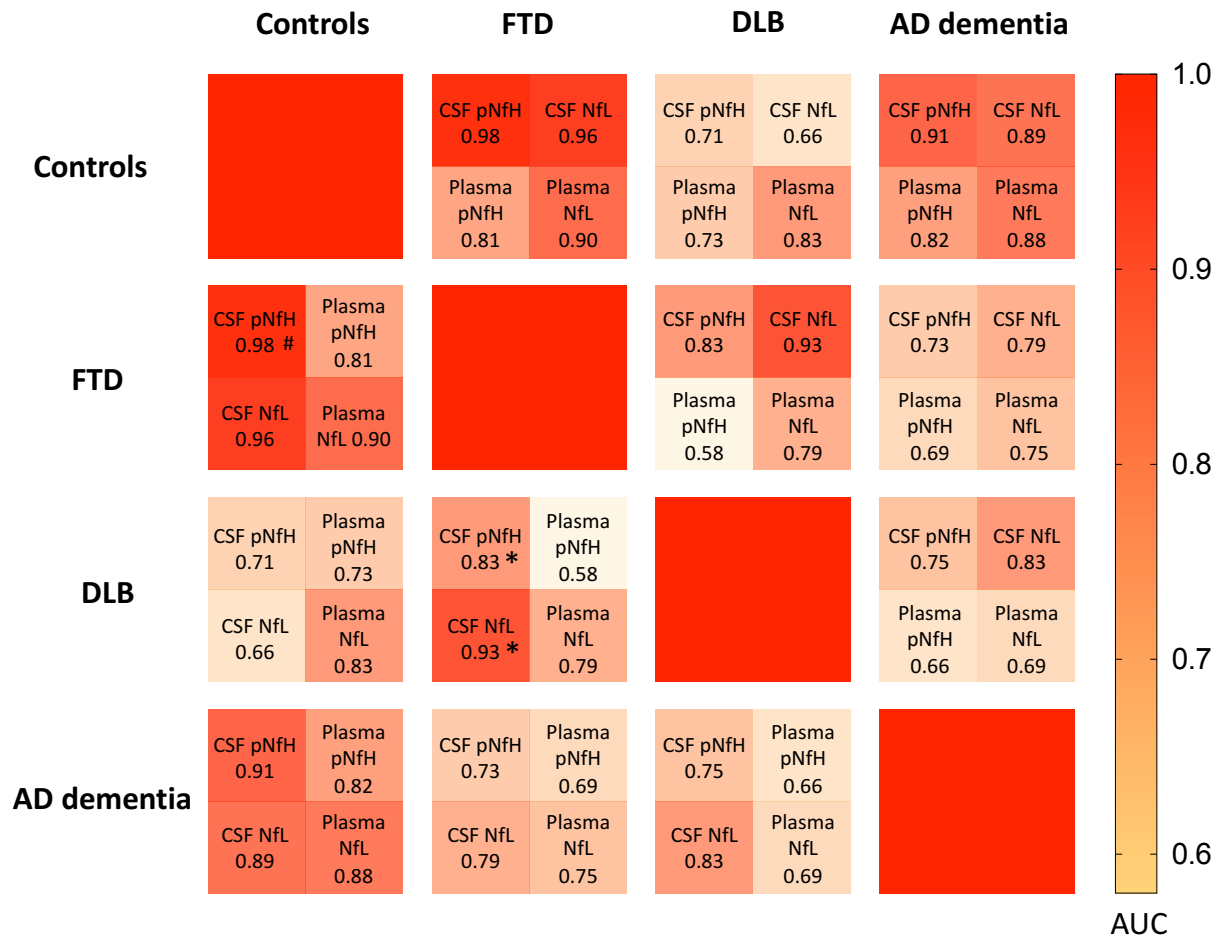 Controls FTD DLB AD dementia
Controls
CSF pNfH CSF NfL
0.98 0.96
Plasma Plasma
pNfH NfL
0.81 0.90
CSF pNfH CSF NfL
0.71 0.66
Plasma Plasma
pNfH NfL
0.73 0.83
CSF pNfH CSF NfL
0.91 0.89
Plasma Plasma
pNfH NfL
0.82 0.88
FTD
CSF pNfH Plasma
0.98 # pNfH
0.81
CSF NfL Plasma
0.96 NfL 0.90
CSF pNfH CSF NfL
0.83 0.93
Plasma Plasma
pNfH NfL
0.58 0.79
CSF pNfH CSF NfL
0.73 0.79
Plasma Plasma
pNfH NfL
0.69 0.75
DLB
CSF pNfH Plasma
0.71 pNfH
0.73
CSF NfL Plasma
0.66 NfL
0.83
CSF pNfH Plasma
0.83 * pNfH
0.58
CSF NfL Plasma
0.93 * NfL
0.79
CSF pNfH CSF NfL
0.75 0.83
Plasma Plasma
pNfH NfL
0.66 0.69
AD dementia
CSF pNfH Plasma
0.91 pNfH
0.82
CSF NfL Plasma
0.89 NfL
0.88
CSF pNfH Plasma
0.73 pNfH
0.69
CSF NfL Plasma
0.79 NfL
0.75
CSF pNfH Plasma
0.75 pNfH
0.66
CSF NfL Plasma
0.83 NfL
0.69
1.0
0.9
0.8
0.7
0.6
AUC